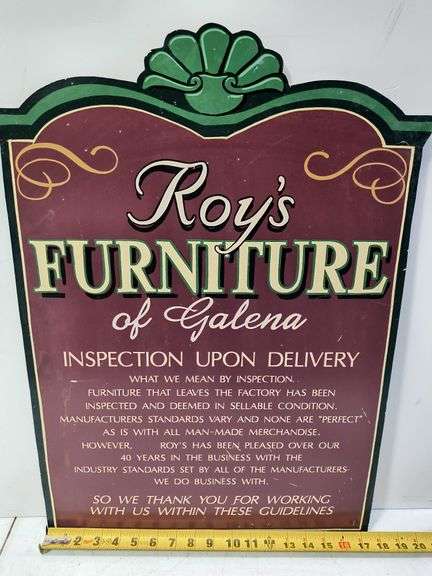 Roy's
FURNITURE
of Galena
INSPECTION UPON DELIVERY
WHAT WE MEAN BY INSPECTION.
FURNITURE THAT LEAVES THE FACTORY HAS BEEN
INSPECTED AND DEEMED IN SELLABLE CONDITION.
MANUFACTURERS STANDARDS VARY AND NONE ARE "PERFECT"
AS IS WITH ALL MAN-MADE MERCHANDISE.
HOWEVER, ROY'S HAS BEEN PLEASED OVER OUR
40 YEARS IN THE BUSINESS WITH THE
INDUSTRY STANDARDS SET BY ALL OF THE MANUFACTURERS
WE DO BUSINESS WITH.
SO WE THANK YOU FOR WORKING
WITH US WITHIN THESE GUIDELINES
2 3 4 5 6 7 8 9 10 11 13 14 15 16 17 18 19 20